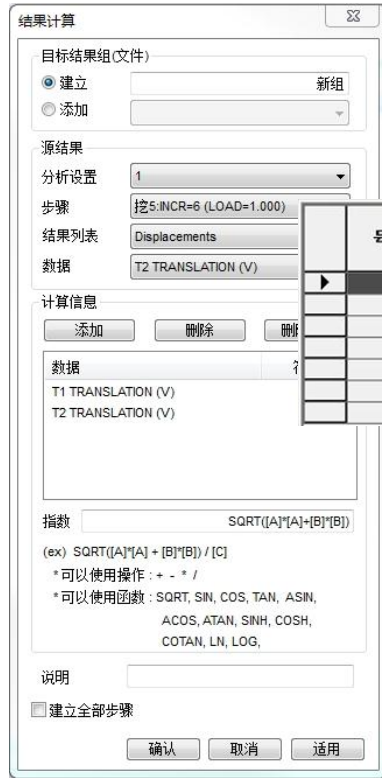 结果计算
目标结果组(文件)
建立
新组
添加
源结果
分析设置
1
步骤
挖5:INCR=6 (LOAD=1.000)
结果列表
Displacements
数据
T2 TRANSLATION (V)
计算信息
添加
删除
数据
T1 TRANSLATION (V)
T2 TRANSLATION (V)
指数
SQRT([A]*[A]+[B]*[B])
(ex) SQRT([A]*[A] + [B]*[B]) / [C]
*可以使用操作 : + - * /
*可以使用函数 : SQRT, SIN, COS, TAN, ASIN,
ACOS, ATAN, SINH, COSH,
COTAN, LN, LOG,
说明
建立全部步骤
确认
取消
适用